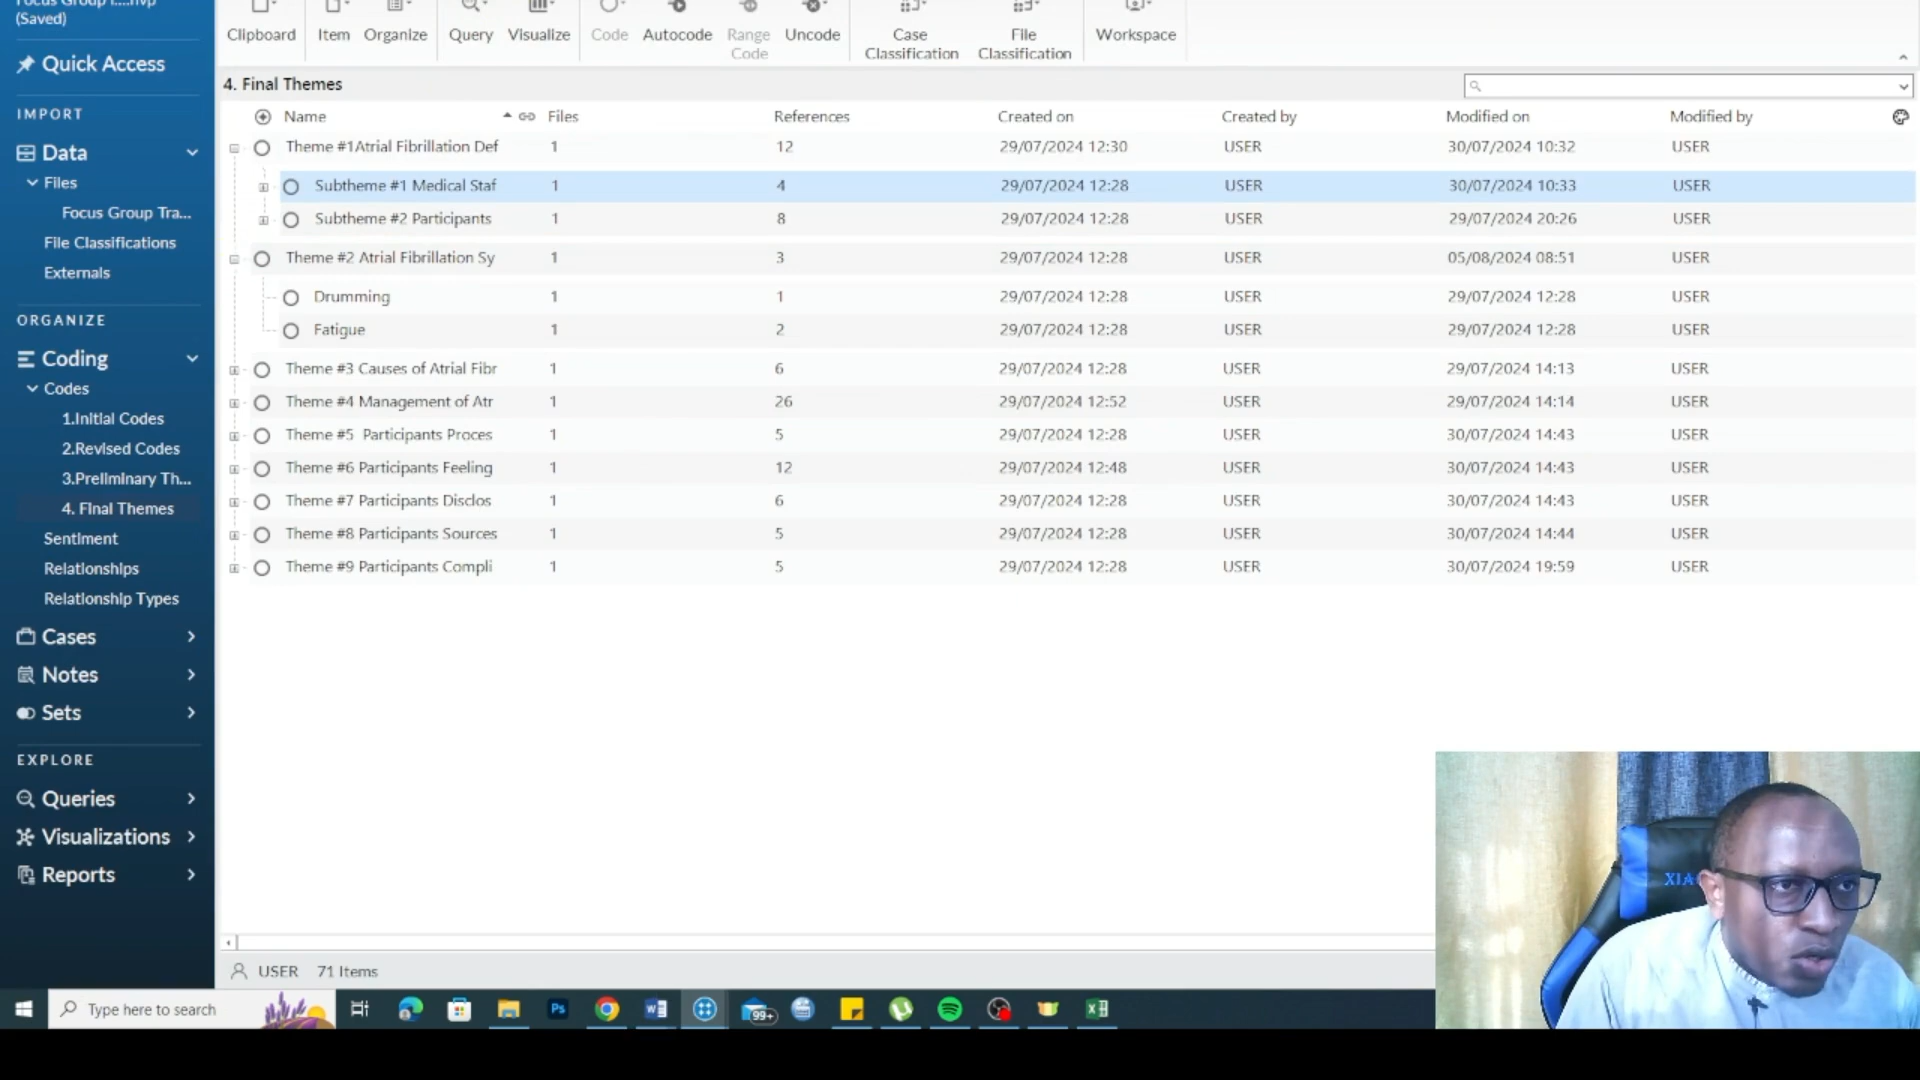 (Saved)
Quick Access
IMPORT
Data
Files
Focus Group Tra...
File Classifications
Externals
ORGANIZE
Coding
Codes
1.Initial Codes
2.Revised Codes
3.Preliminary Th...
4. Final Themes
Sentiment
Relationships
Relationship Types
Cases
Notes
Sets
EXPLORE
Queries
Visualizations
Reports
Clipboard Item Organize Query Visualize Code Autocode Range Code Uncode Case Classification File Classification Workspace
4. Final Themes
Name Files References Created on Created by Modified on Modified by
Theme #1Atrial Fibrillation Def 1 12 29/07/2024 12:30 USER 30/07/2024 10:32 USER
Subtheme #1 Medical Staf 1 4 29/07/2024 12:28 USER 30/07/2024 10:33 USER
Subtheme #2 Participants 1 8 29/07/2024 12:28 USER 29/07/2024 20:26 USER
Theme #2 Atrial Fibrillation Sy 1 3 29/07/2024 12:28 USER 05/08/2024 08:51 USER
Drumming 1 1 29/07/2024 12:28 USER 29/07/2024 12:28 USER
Fatigue 1 2 29/07/2024 12:28 USER 29/07/2024 12:28 USER
Theme #3 Causes of Atrial Fibr 1 6 29/07/2024 12:28 USER 29/07/2024 14:13 USER
Theme #4 Management of Atr 1 26 29/07/2024 12:52 USER 29/07/2024 14:14 USER
Theme #5 Participants Proces 1 5 29/07/2024 12:28 USER 30/07/2024 14:43 USER
Theme #6 Participants Feeling 1 12 29/07/2024 12:48 USER 30/07/2024 14:43 USER
Theme #7 Participants Disclos 1 6 29/07/2024 12:28 USER 30/07/2024 14:43 USER
Theme #8 Participants Sources 1 5 29/07/2024 12:28 USER 30/07/2024 14:44 USER
Theme #9 Participants Compli 1 5 29/07/2024 12:28 USER 30/07/2024 19:59 USER
USER 71 Items
Type here to search
Ps
99+
XIA